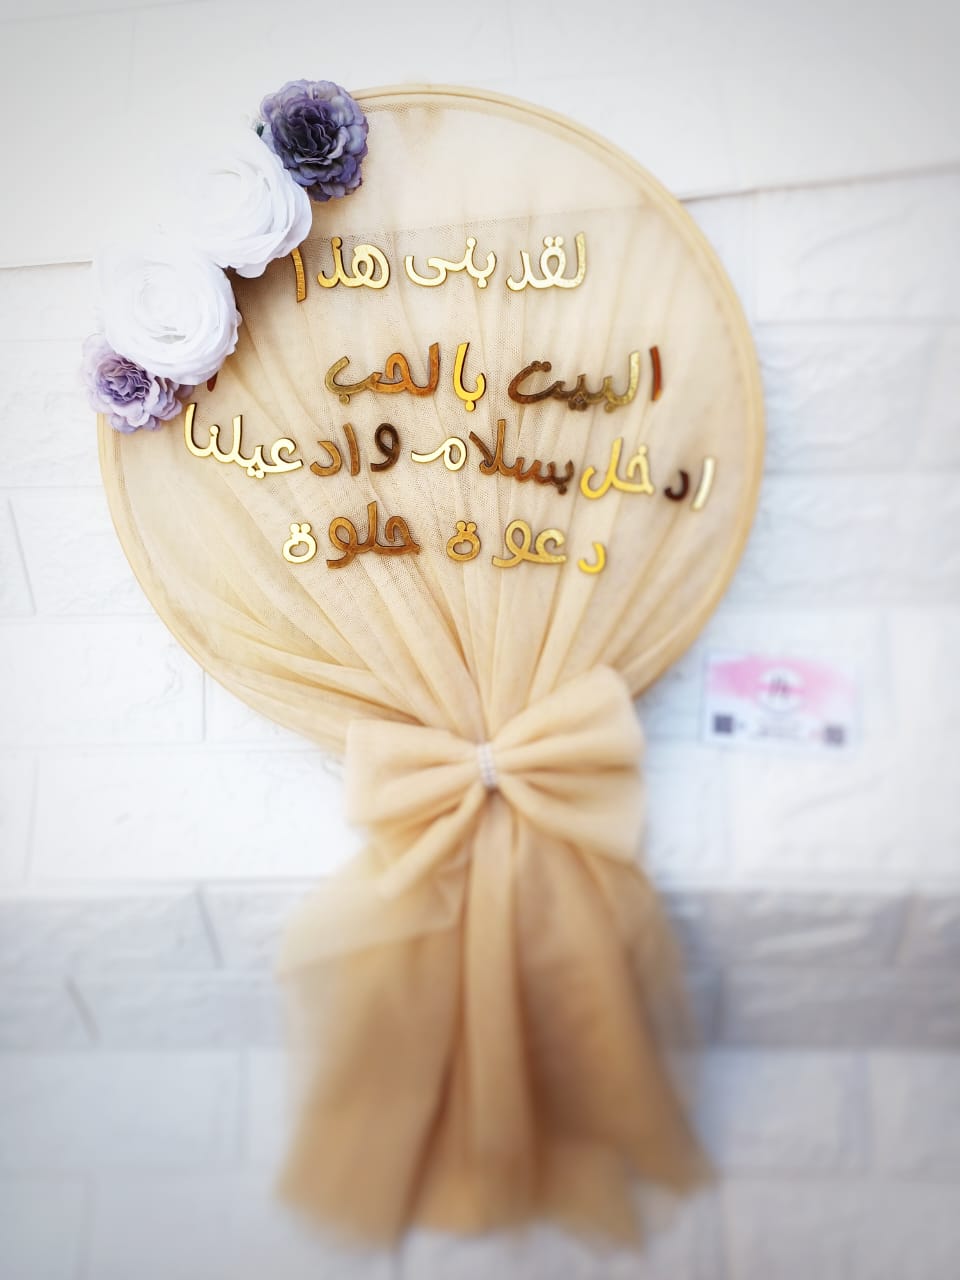 لقد بنى هذا
البيت بالحب
ادخل بسلام وادعيلنا
دعوة حلوة